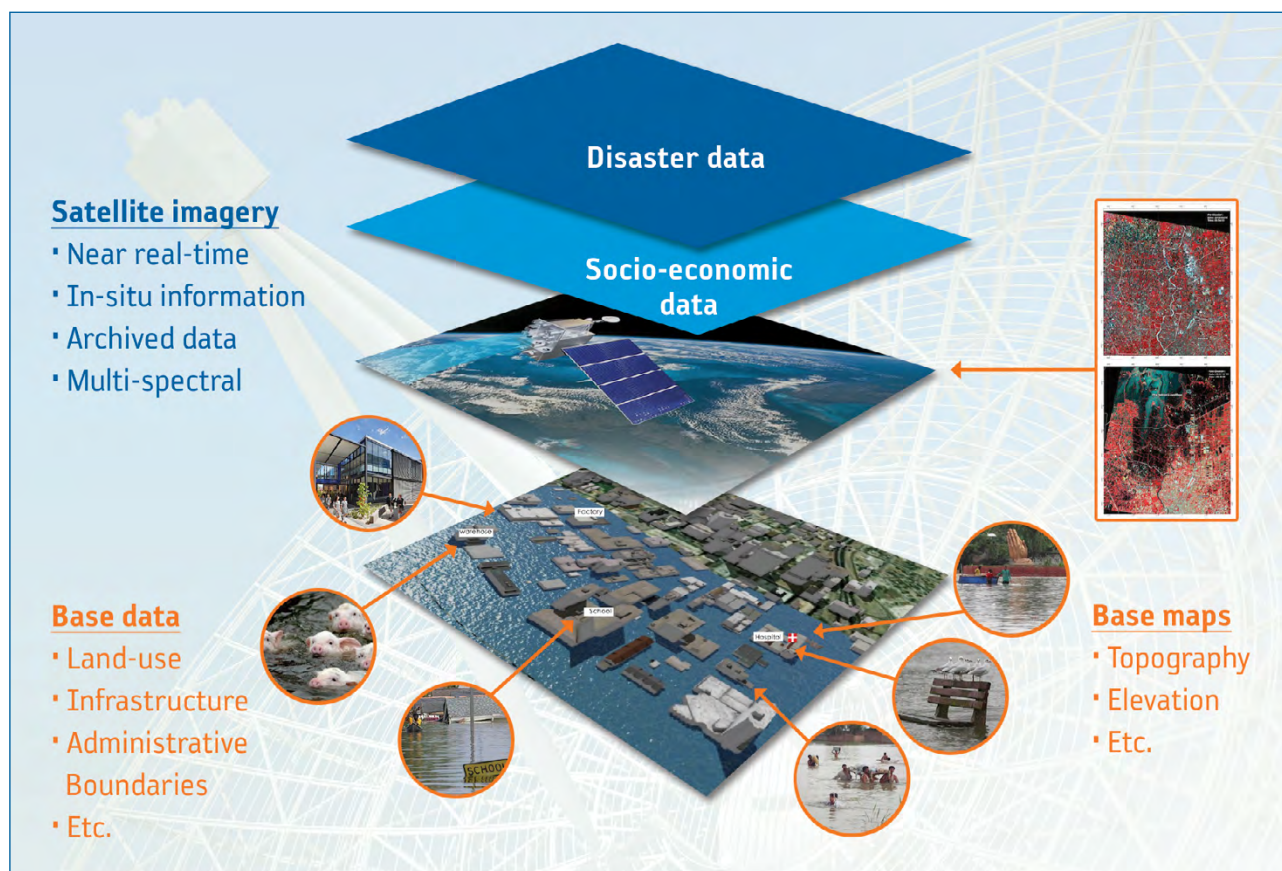 Disaster data
Socio-economic
data
Satellite imagery
· Near real-time
· In-situ information
· Archived data
· Multi-spectral
Factory
warehose
School
Hospital
SCHOOL
Base data
· Land-use
· Infrastructure
· Administrative
Boundaries
· Etc.
Base maps
· Topography
· Elevation
· Etc.